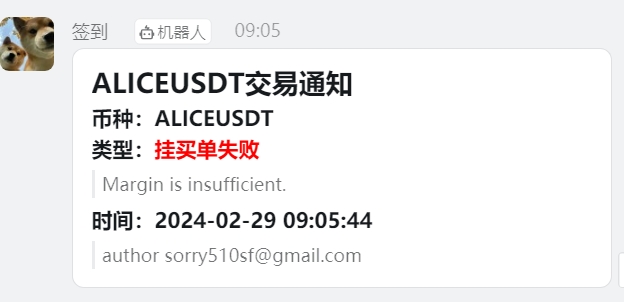 签到 机器人 09:05
ALICEUSDT交易通知
币种：ALICEUSDT
类型：挂买单失败
Margin is insufficient.
时间：2024-02-29 09:05:44
author sorry510sf@gmail.com